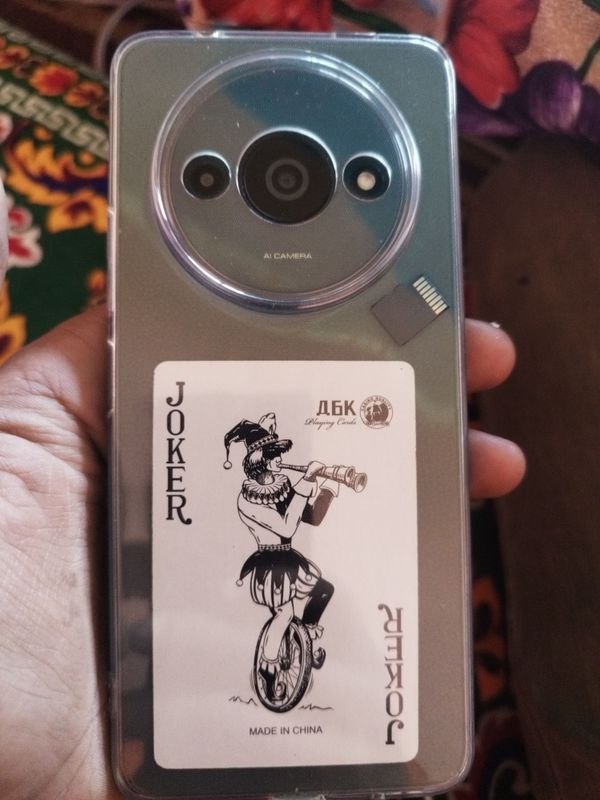 AI CAMERA
JOKER
ДБК
Playing Cards
JOKER
MADE IN CHINA